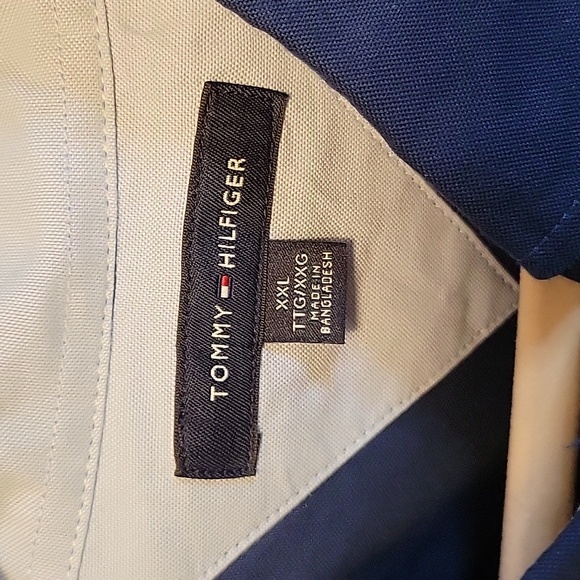 TOMMY HILFIGER
XXL
TTG/XXG
MADE IN
BANGLADESH